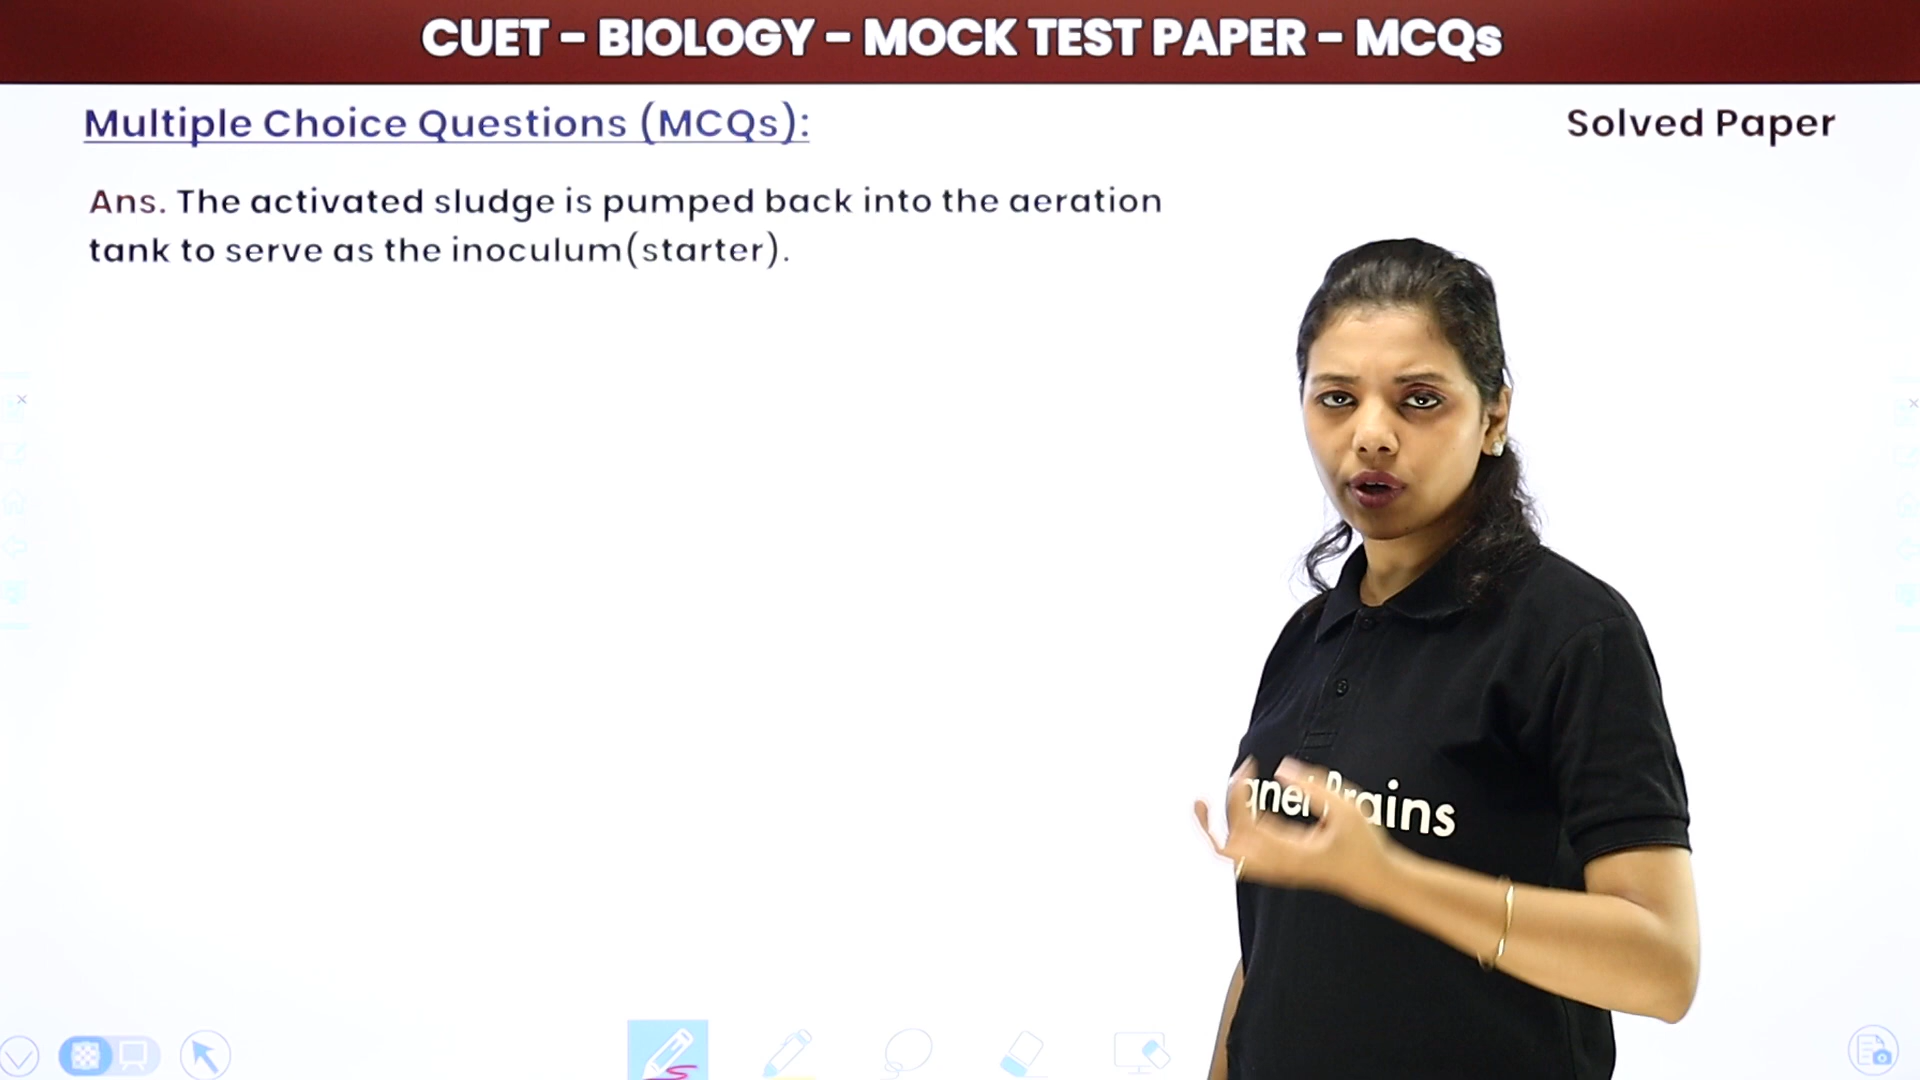 CUET - BIOLOGY - MOCK TEST PAPER - MCQs
Multiple Choice Questions (MCQs):
Solved Paper
Ans. The activated sludge is pumped back into the aeration
tank to serve as the inoculum(starter).
ains